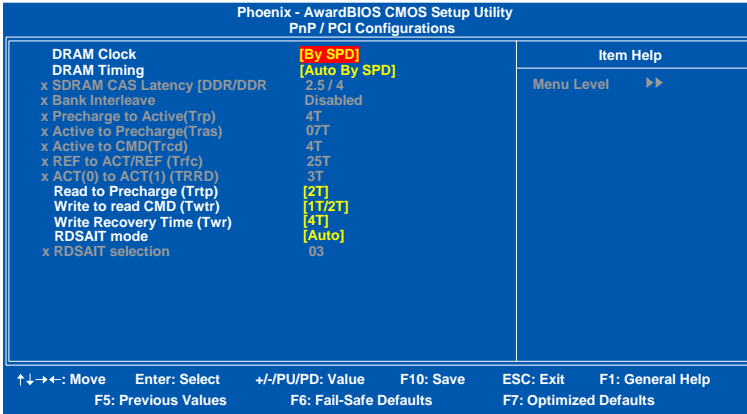 Phoenix - AwardBIOS CMOS Setup Utility
PnP / PCI Configurations
DRAM Clock [By SPD]
DRAM Timing [Auto By SPD]
x SDRAM CAS Latency [DDR/DDR 2.5 / 4
x Bank Interleave Disabled
x Precharge to Active(Trp) 4T
x Active to Precharge(Tras) 07T
x Active to CMD(Trcd) 4T
x REF to ACT/REF (Trfc) 25T
x ACT(0) to ACT(1) (TRRD) 3T
Read to Precharge (Trtp) [2T]
Write to read CMD (Twtr) [1T/2T]
Write Recovery Time (Twr) [4T]
RDSAIT mode [Auto]
x RDSAIT selection 03
Item Help
Menu Level ▶▶
↑↓→←: Move Enter: Select +/-/PU/PD: Value F10: Save ESC: Exit F1: General Help
F5: Previous Values F6: Fail-Safe Defaults F7: Optimized Defaults